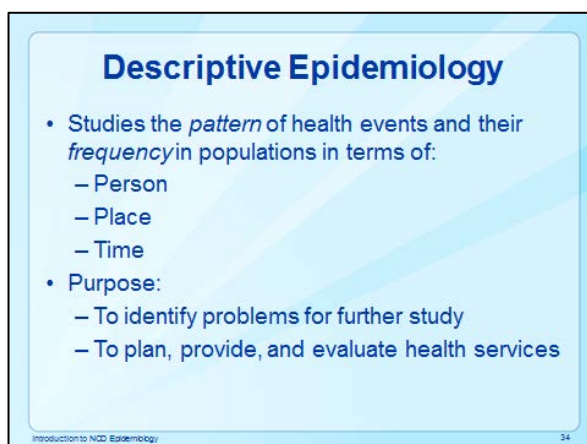 Descriptive Epidemiology
• Studies the pattern of health events and their
frequency in populations in terms of:
– Person
– Place
– Time
• Purpose:
– To identify problems for further study
– To plan, provide, and evaluate health services
Introduction to NCD Epidemiology
34